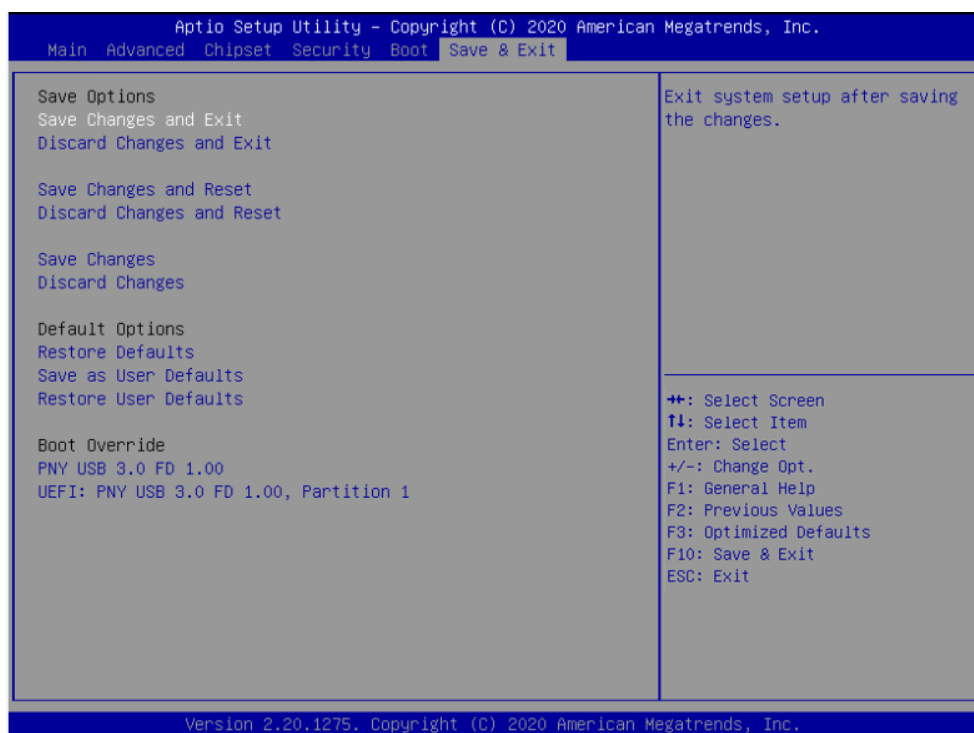 Aptio Setup Utility – Copyright (C) 2020 American Megatrends, Inc.
Main Advanced Chipset Security Boot Save & Exit
Save Options
Save Changes and Exit
Discard Changes and Exit
Save Changes and Reset
Discard Changes and Reset
Save Changes
Discard Changes
Default Options
Restore Defaults
Save as User Defaults
Restore User Defaults
Boot Override
PNY USB 3.0 FD 1.00
UEFI: PNY USB 3.0 FD 1.00, Partition 1
Exit system setup after saving
the changes.
→←: Select Screen
↑↓: Select Item
Enter: Select
+/-: Change Opt.
F1: General Help
F2: Previous Values
F3: Optimized Defaults
F10: Save & Exit
ESC: Exit
Version 2.20.1275. Copyright (C) 2020 American Megatrends, Inc.